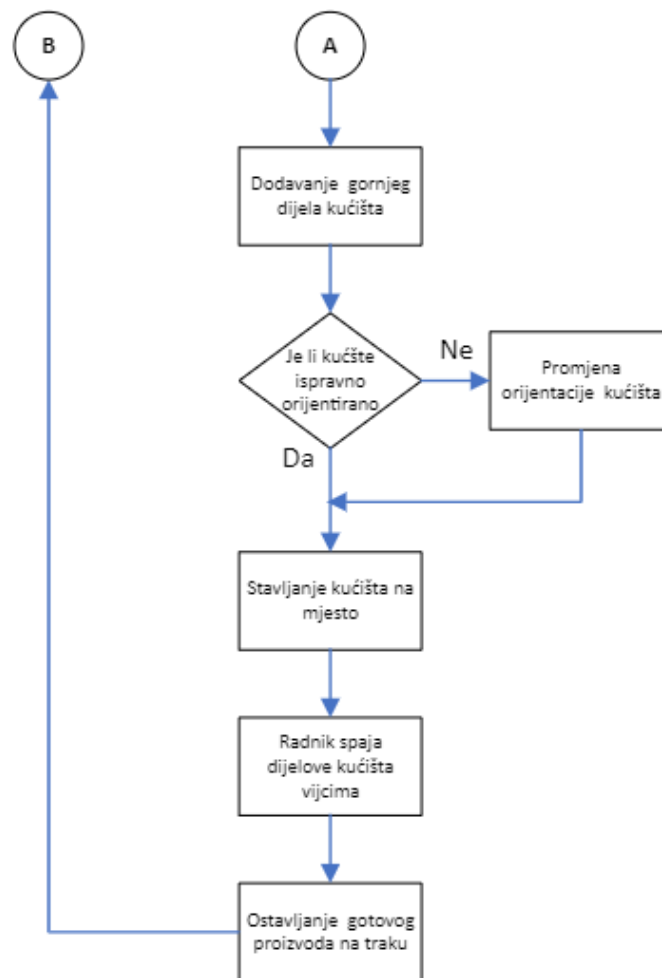 B
A
Dodavanje gornjeg
dijela kućišta
Je li kućšte
ispravno
orijentirano
Ne
Promjena
orijentacije kućišta
Da
Stavljanje kućišta na
mjesto
Radnik spaja
dijelove kućišta
vijcima
Ostavljanje gotovog
proizvoda na traku